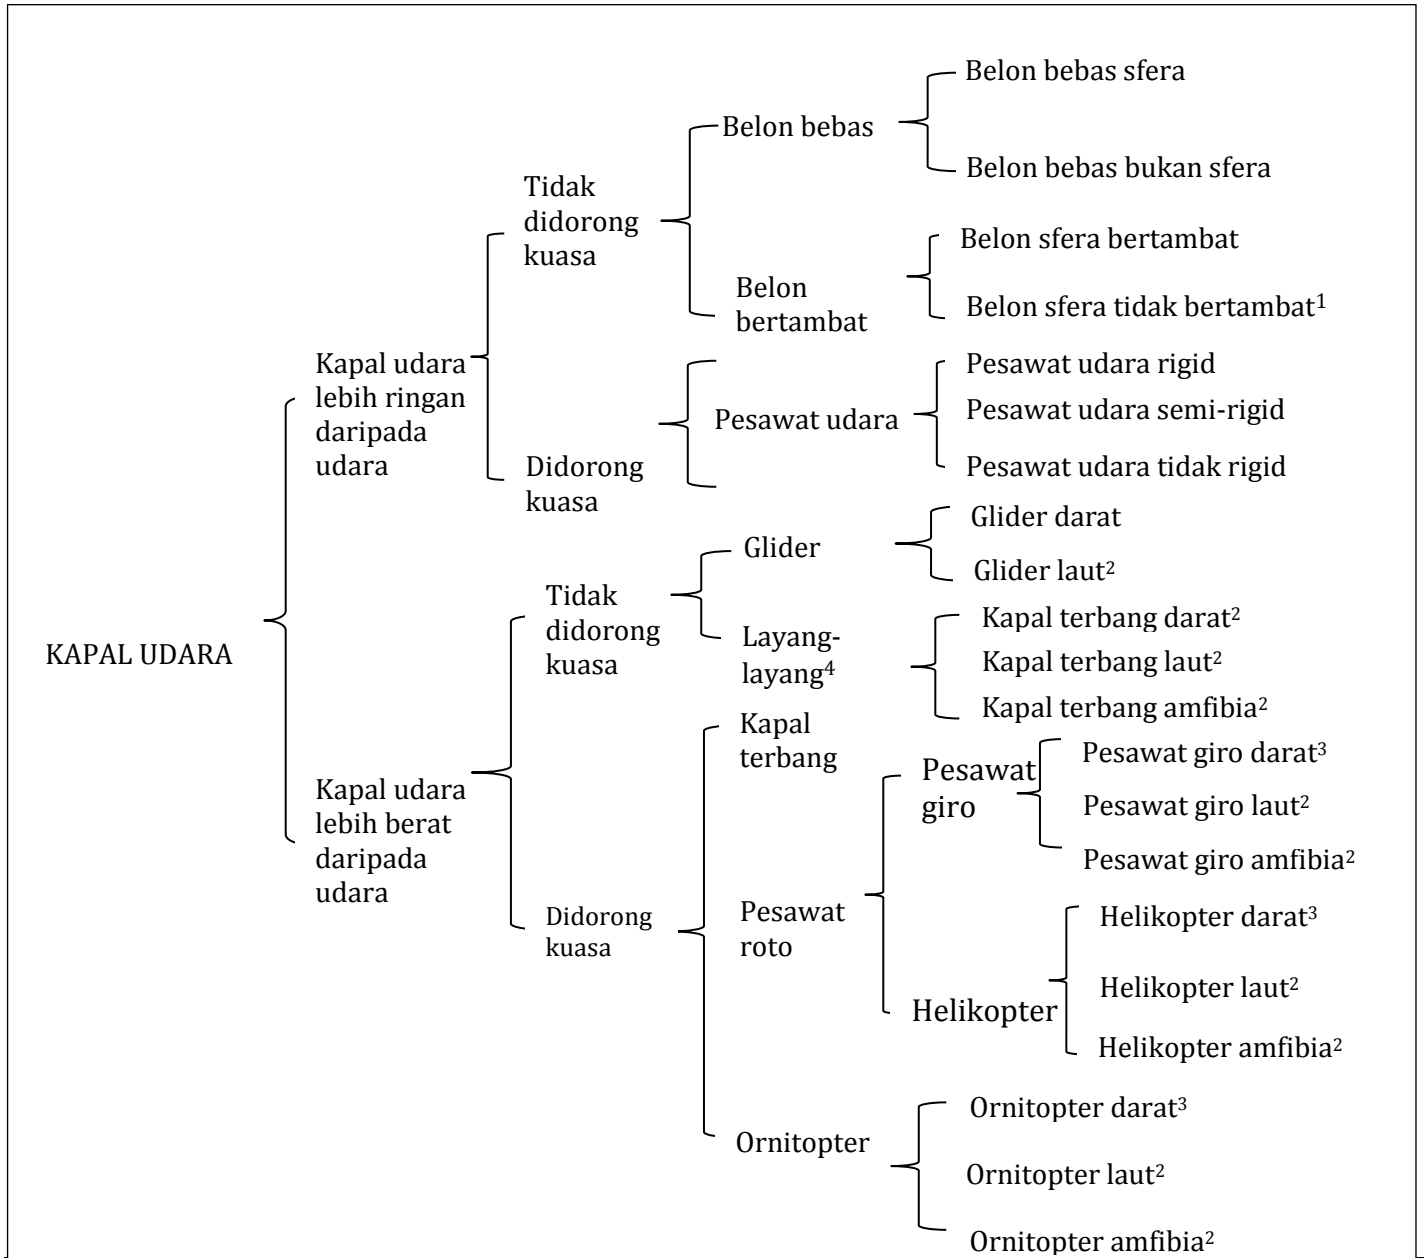 Belon bebas sfera
Belon bebas
Belon bebas bukan sfera
Tidak
didorong
kuasa
Belon sfera bertambat
Belon
bertambat
Belon sfera tidak bertambat¹
Kapal udara
lebih ringan
daripada
udara
Pesawat udara rigid
Pesawat udara
Pesawat udara semi-rigid
Pesawat udara tidak rigid
Didorong
kuasa
Glider darat
Glider
Glider laut²
KAPAL UDARA
Tidak
didorong
kuasa
Layang-
layang⁴
Kapal terbang darat²
Kapal terbang laut²
Kapal terbang amfibia²
Kapal
terbang
Kapal udara
lebih berat
daripada
udara
Pesawat
giro
Pesawat giro darat³
Pesawat giro laut²
Pesawat giro amfibia²
Didorong
kuasa
Pesawat
roto
Helikopter darat³
Helikopter
Helikopter laut²
Helikopter amfibia²
Ornitopter
Ornitopter darat³
Ornitopter laut²
Ornitopter amfibia²